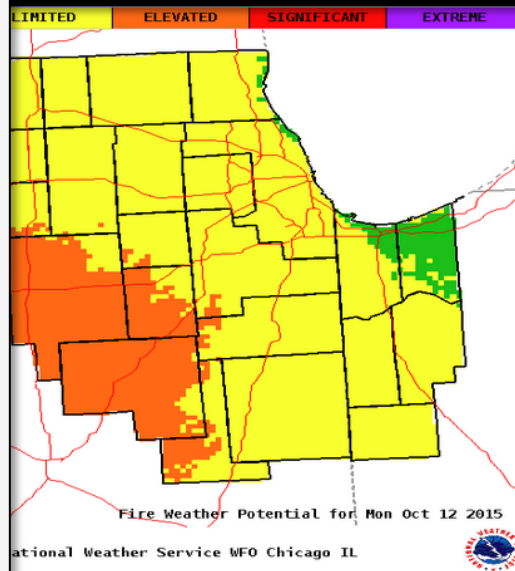 LIMITED ELEVATED SIGNIFICANT EXTREME
Fire Weather Potential for Mon Oct 12 2015
ational Weather Service WFO Chicago IL